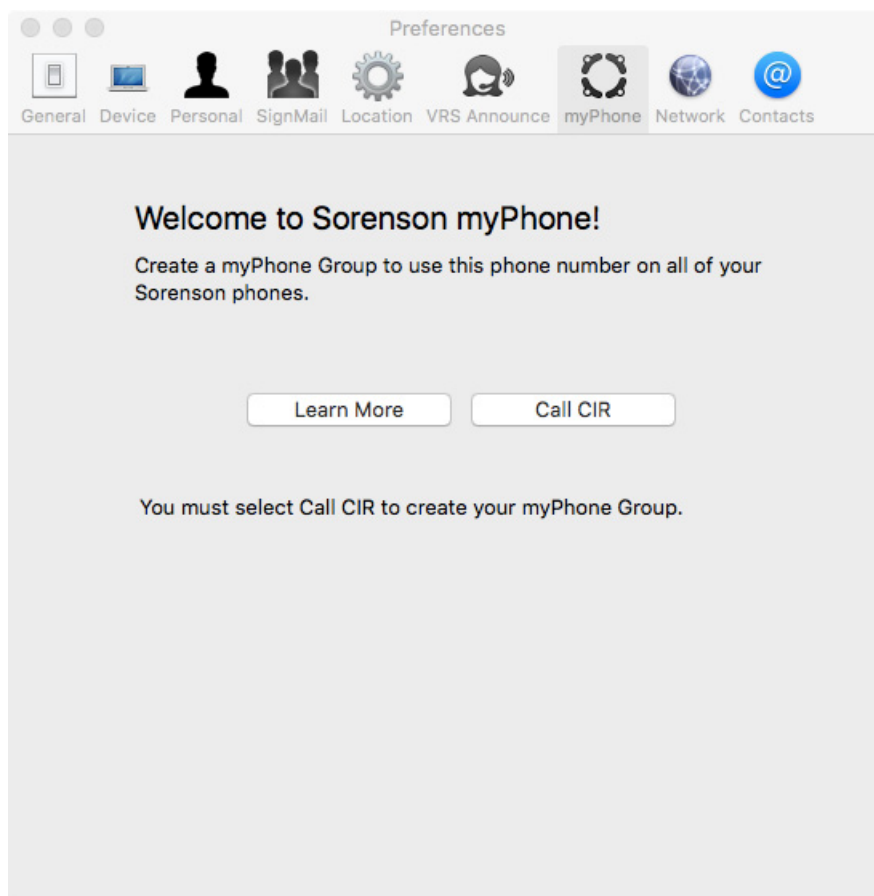 Preferences
General Device Personal SignMail Location VRS Announce myPhone Network Contacts
Welcome to Sorenson myPhone!
Create a myPhone Group to use this phone number on all of your
Sorenson phones.
Learn More Call CIR
You must select Call CIR to create your myPhone Group.